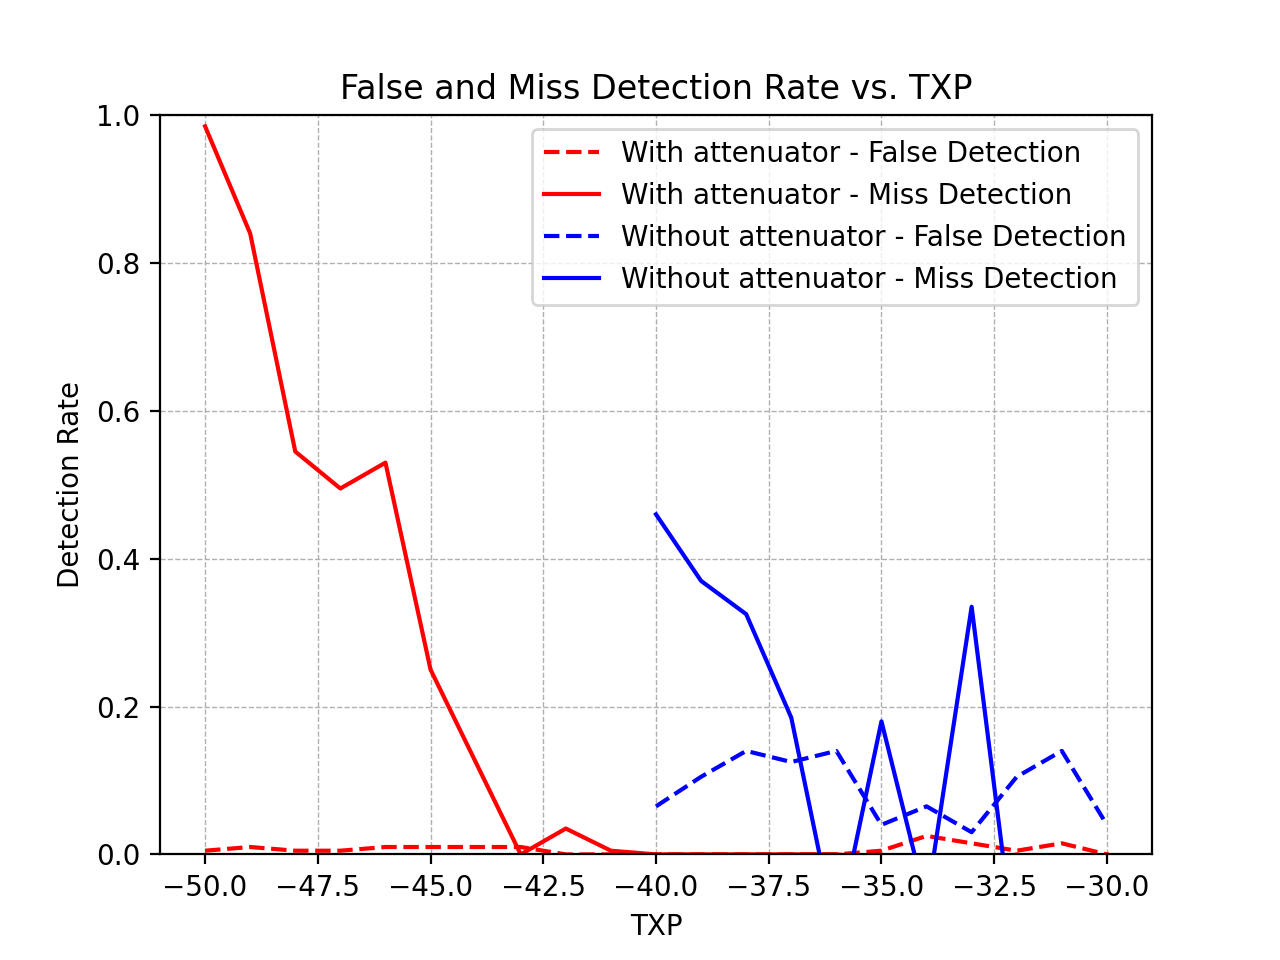 False and Miss Detection Rate vs. TXP
1.0
0.8
0.6
0.4
0.2
0.0
Detection Rate
With attenuator - False Detection
With attenuator - Miss Detection
Without attenuator - False Detection
Without attenuator - Miss Detection
−50.0 −47.5 −45.0 −42.5 −40.0 −37.5 −35.0 −32.5 −30.0
TXP